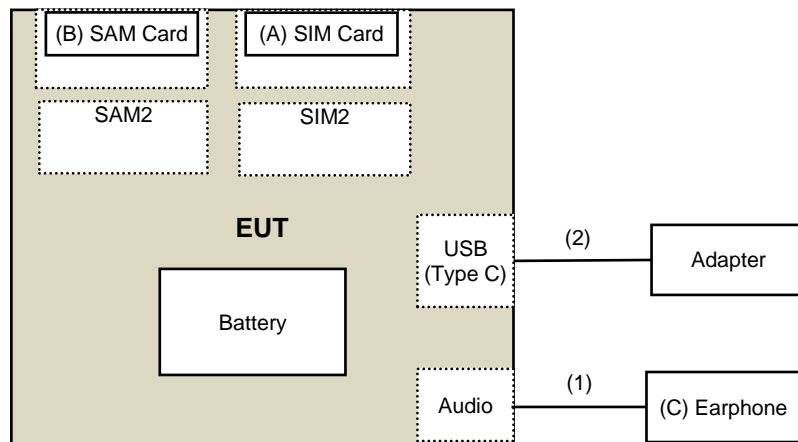 (B) SAM Card
(A) SIM Card
SAM2
SIM2
EUT
USB
(Type C)
(2)
Adapter
Battery
Audio
(1)
(C) Earphone